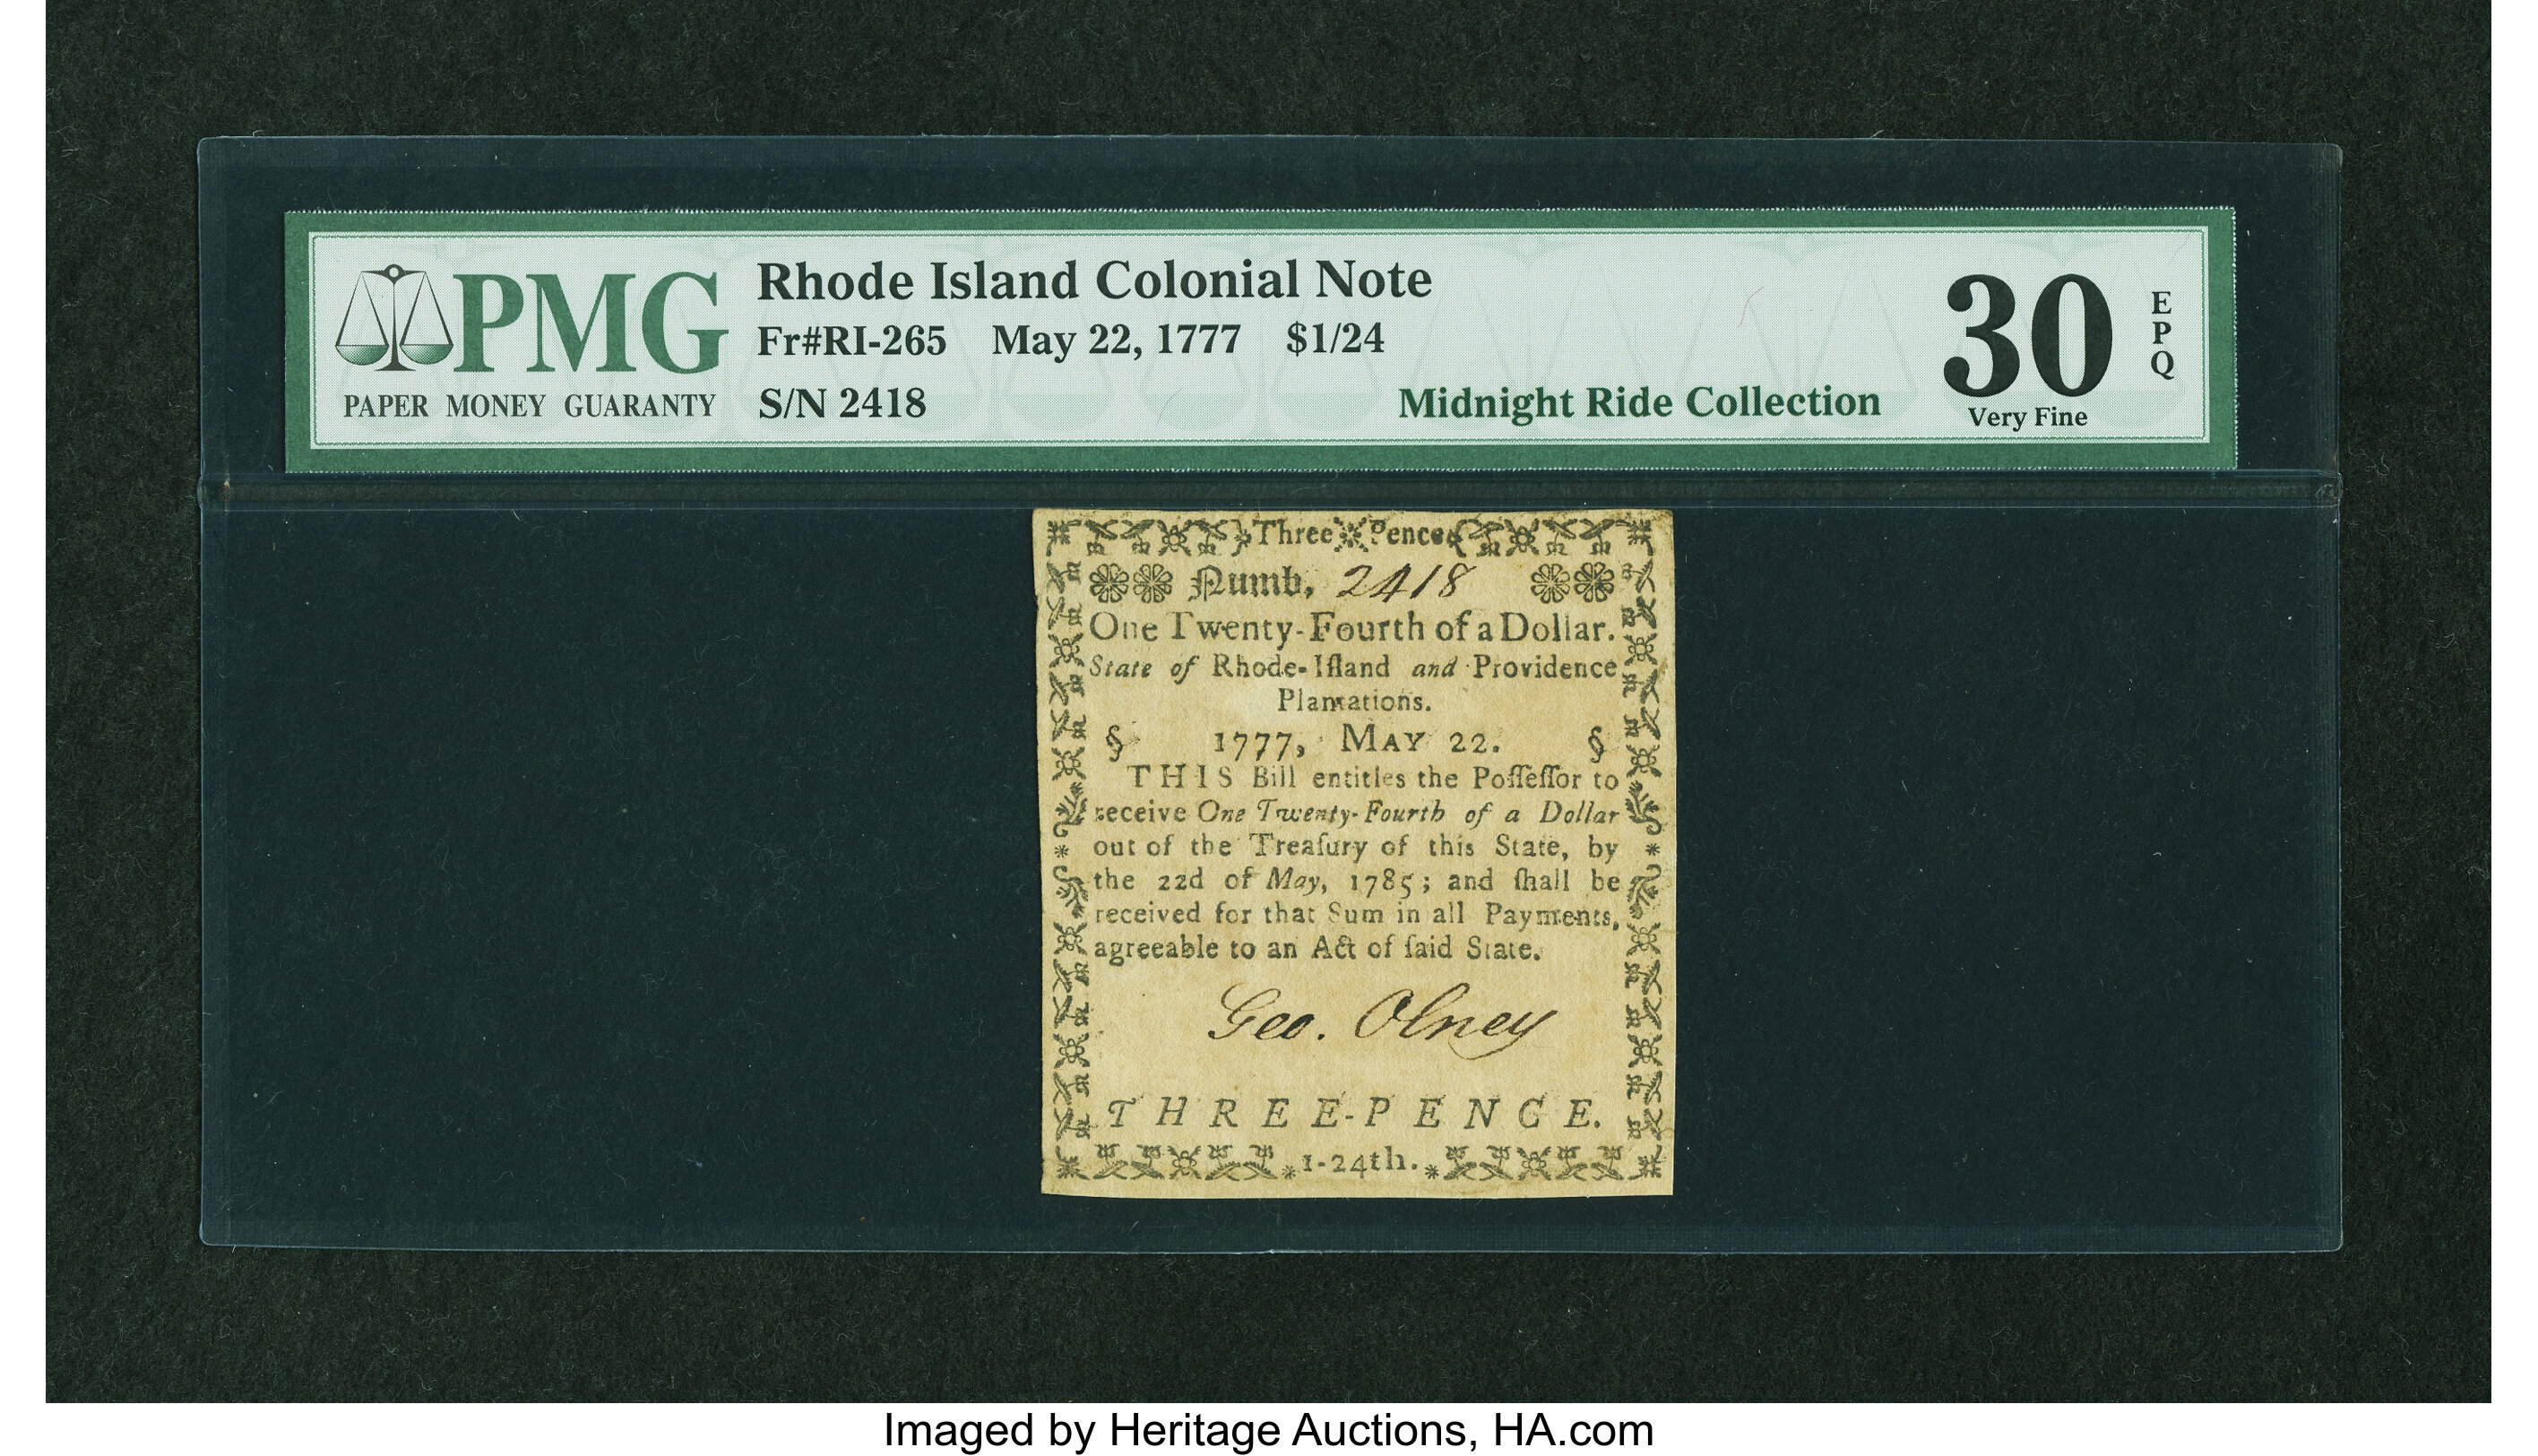 PMG
PAPER MONEY GUARANTY
Rhode Island Colonial Note
Fr#RI-265 May 22, 1777 $1/24
S/N 2418
Midnight Ride Collection
30
Very Fine
EPQ
Three Pence
Numb, 2418
One Twenty-Fourth of a Dollar.
State of Rhode-Iſland and Providence
Plantations.
§ 1777, MAY 22. §
THIS Bill entitles the Poſſeſſor to
receive One Twenty-Fourth of a Dollar
out of the Treaſury of this State, by
the 22d of May, 1785; and ſhall be
received for that Sum in all Payments,
agreeable to an Act of ſaid State.
Geo. Olney
THREE-PENCE.
1-24th.
Imaged by Heritage Auctions, HA.com